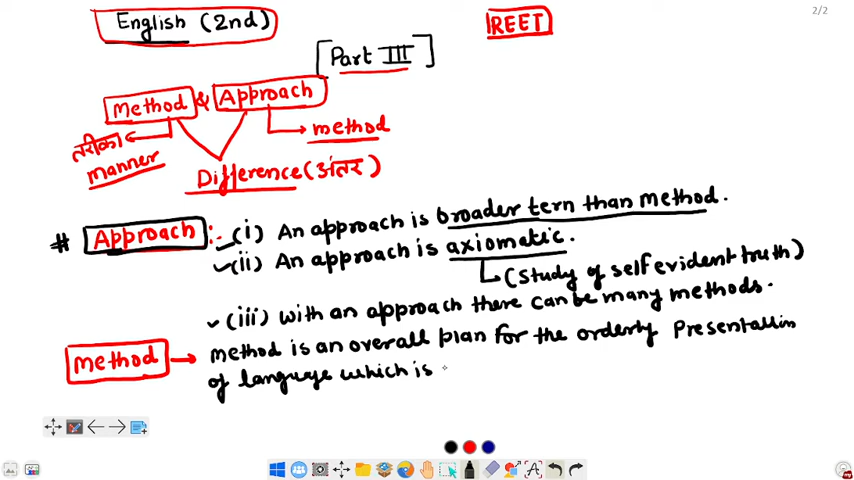 2/2
English (2nd)
REET
[Part III]
Method & Approach
तरीका
manner
method
Difference (अंतर)
# Approach :- (i) An approach is broader tern than method.
(ii) An approach is axiomatic.
(Study of self evident truth)
(iii) with an approach there can be many methods.
Method → method is an overall plan for the orderly
of language which is